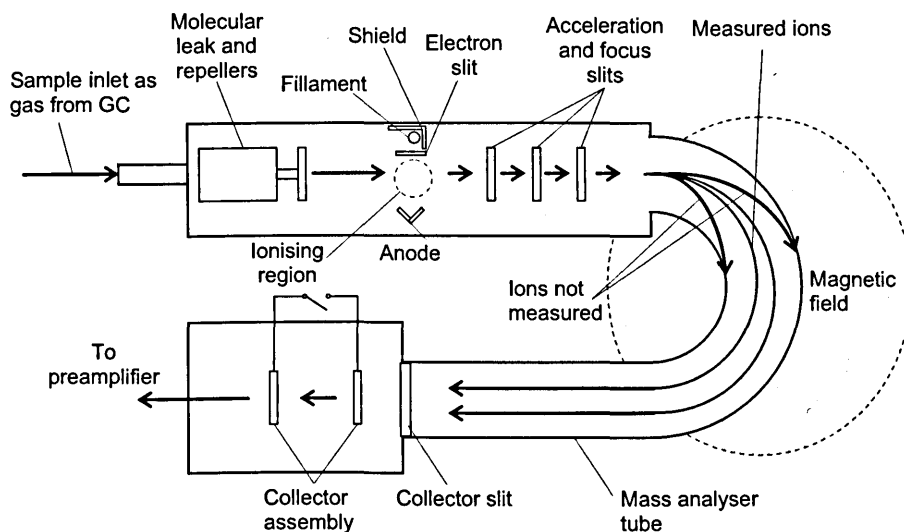 Molecular
leak and
repellers
Shield
Electron
slit
Acceleration
and focus
slits
Measured ions
Sample inlet as
gas from GC
Fillament
Ionising
region
Anode
Ions not
measured
Magnetic
field
To
preamplifier
Collector
assembly
Collector slit
Mass analyser
tube